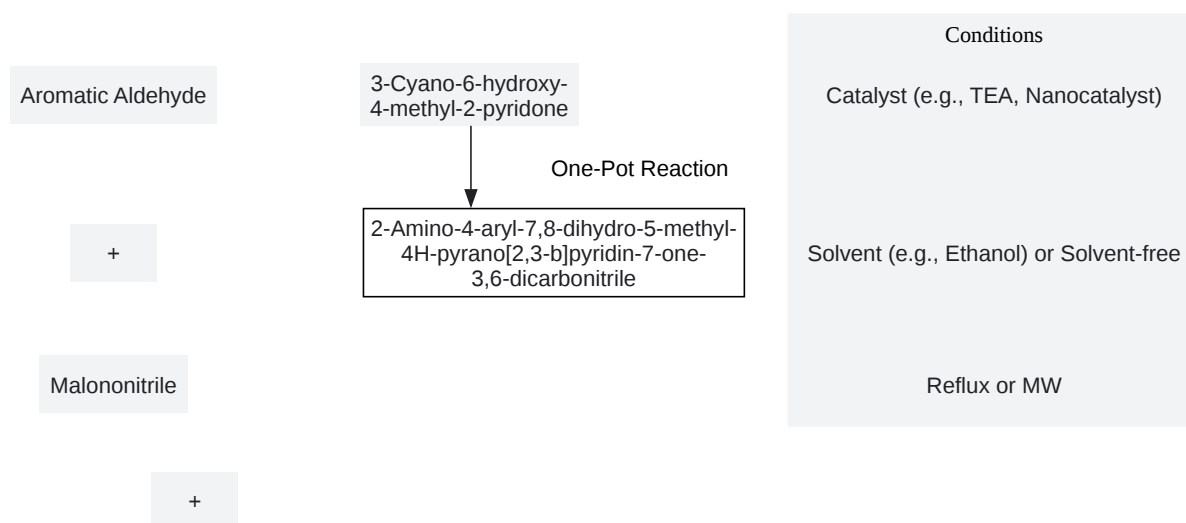 Conditions
Aromatic Aldehyde
3-Cyano-6-hydroxy-
4-methyl-2-pyridone
Catalyst (e.g., TEA, Nanocatalyst)
One-Pot Reaction
+
2-Amino-4-aryl-7,8-dihydro-5-methyl-
4H-pyrano[2,3-b]pyridin-7-one-
3,6-dicarbonitrile
Solvent (e.g., Ethanol) or Solvent-free
Malononitrile
Reflux or MW
+